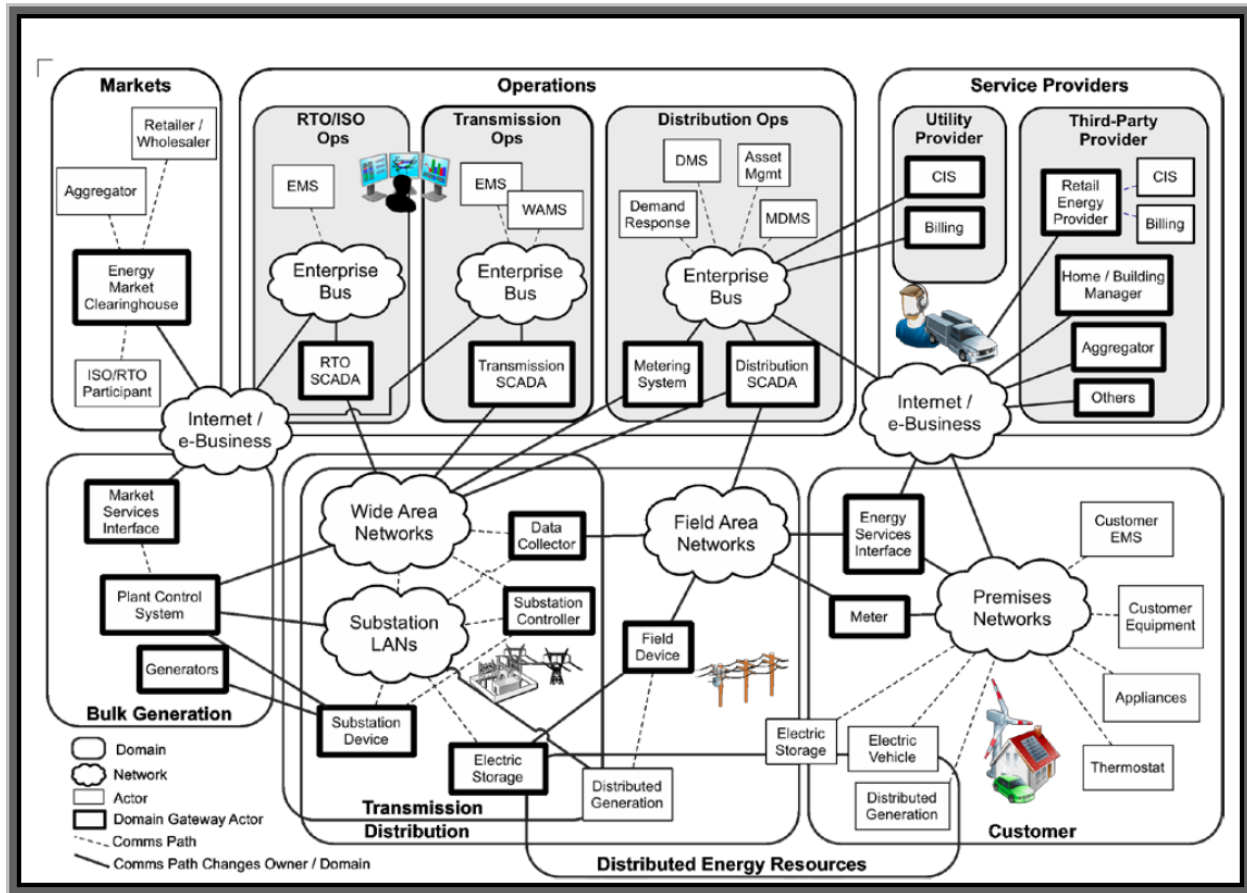 Markets
Retailer /
Wholesaler
Aggregator
Energy
Market
Clearinghouse
ISO/RTO
Participant
Internet /
e-Business
Operations
RTO/ISO
Ops
EMS
Enterprise
Bus
RTO
SCADA
Transmission
Ops
EMS
WAMS
Enterprise
Bus
Transmission
SCADA
Distribution Ops
DMS
Asset
Mgmt
Demand
Response
MDMS
Enterprise
Bus
Metering
System
Distribution
SCADA
Service Providers
Utility
Provider
CIS
Billing
Third-Party
Provider
Retail
Energy
Provider
CIS
Billing
Home / Building
Manager
Aggregator
Others
Internet /
e-Business
Market
Services
Interface
Plant Control
System
Generators
Bulk Generation
Wide Area
Networks
Data
Collector
Substation
LANs
Substation
Controller
Substation
Device
Electric
Storage
Field Area
Networks
Field
Device
Distributed
Generation
Transmission
Distribution
Energy
Services
Interface
Meter
Premises
Networks
Customer
EMS
Customer
Equipment
Appliances
Thermostat
Electric
Storage
Electric
Vehicle
Distributed
Generation
Customer
Distributed Energy Resources
Domain
Network
Actor
Domain Gateway Actor
Comms Path
Comms Path Changes Owner / Domain